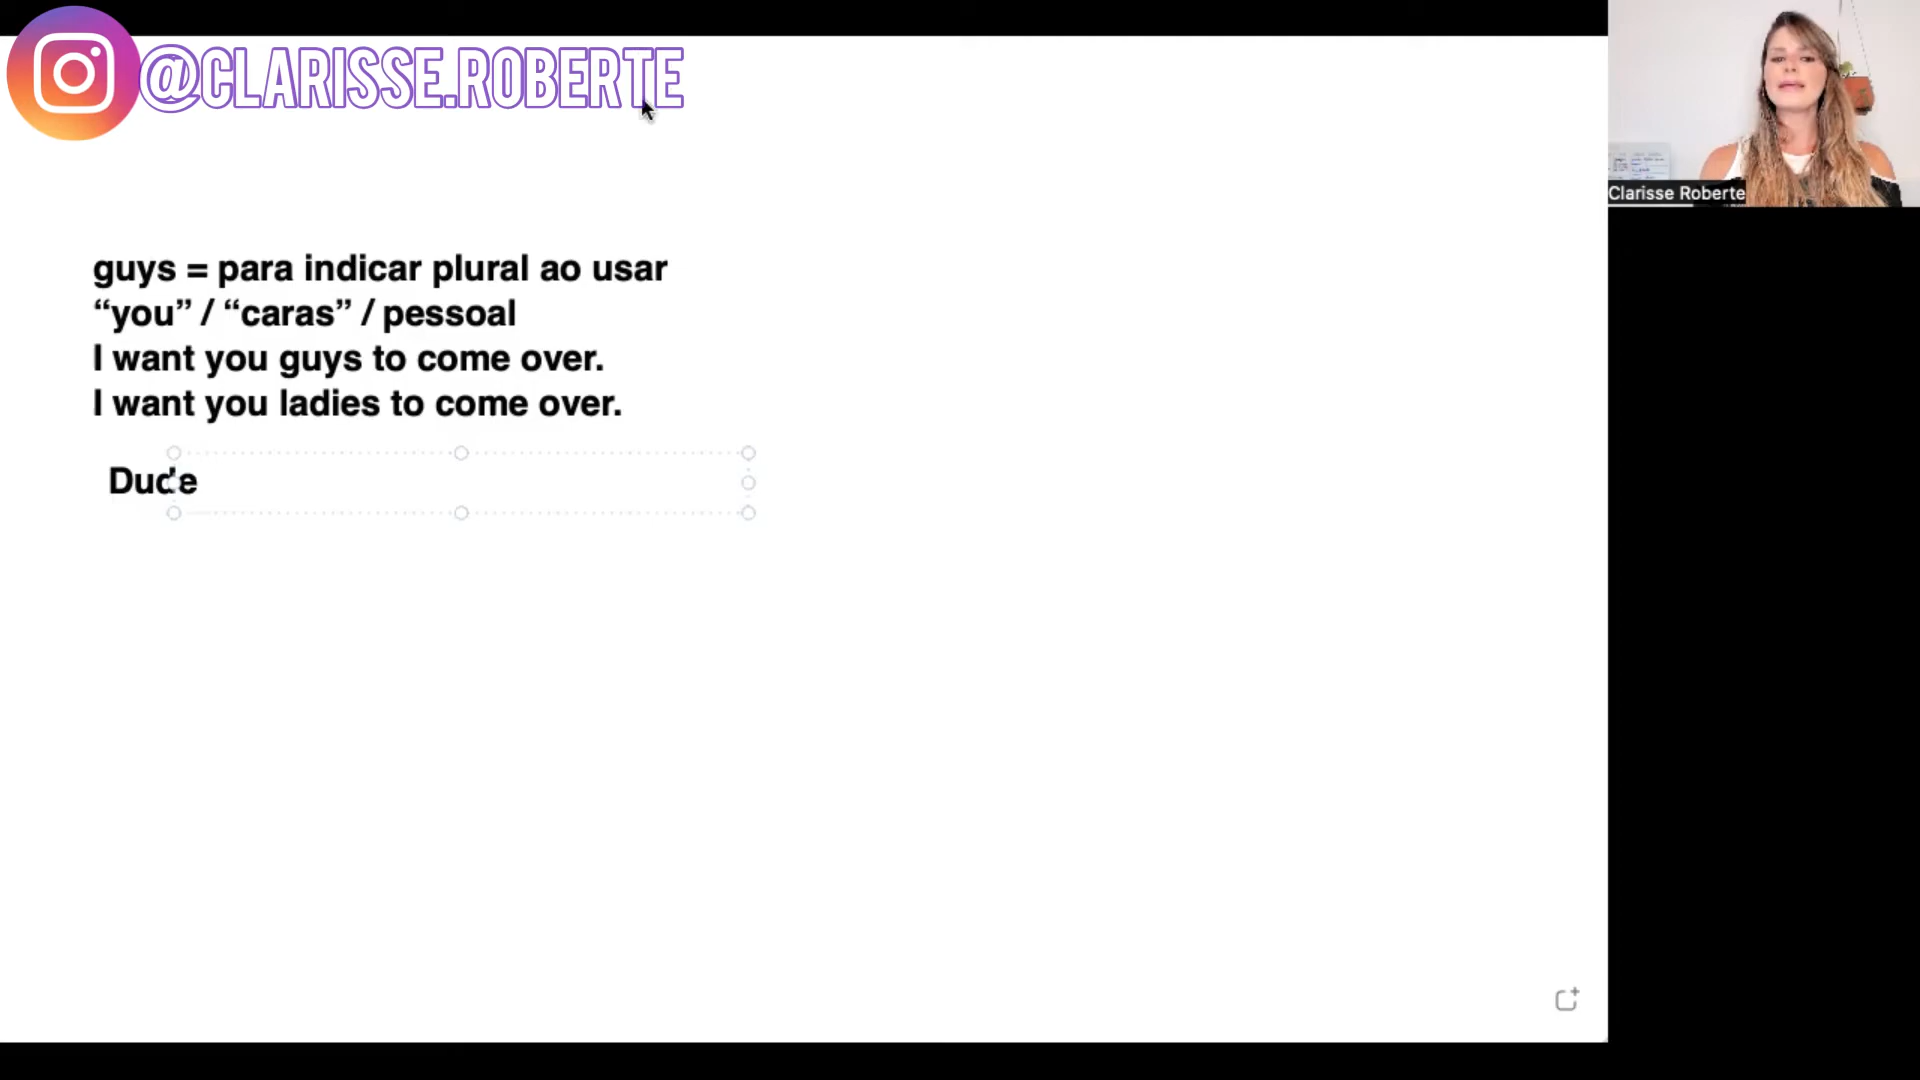 @CLARISSE.ROBERTE
Clarisse Roberte
guys = para indicar plural ao usar
“you” / “caras” / pessoal
I want you guys to come over.
I want you ladies to come over.
Dude